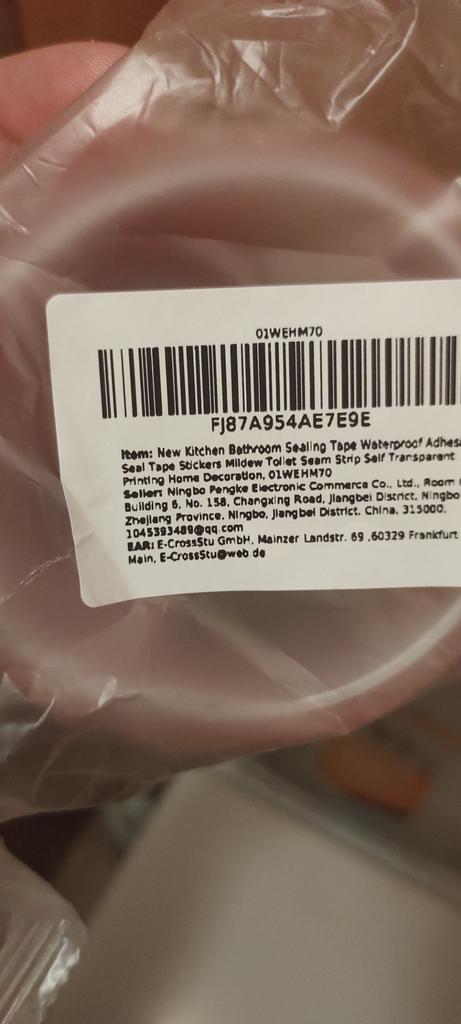 01WEHM70
FJ87A954AE7E9E
Item: New Kitchen Bathroom Sealing Tape Waterproof Adhes
Seal Tape Stickers Mildew Toilet Seam Strip Self Transparent
Printing Home Decoration, 01WEHM70
Seller: Ningbo Pengke Electronic Commerce Co., Ltd., Room
Building 6, No. 158, Changxing Road, Jiangbei District, Ningbo
Zhejiang Province. Ningbo, Jiangbei District. China, 315000,
1045393489@qq.com
EAR: E-CrossStu GmbH, Mainzer Landstr. 69 ,60329 Frankfurt
Main, E-CrossStu@web.de